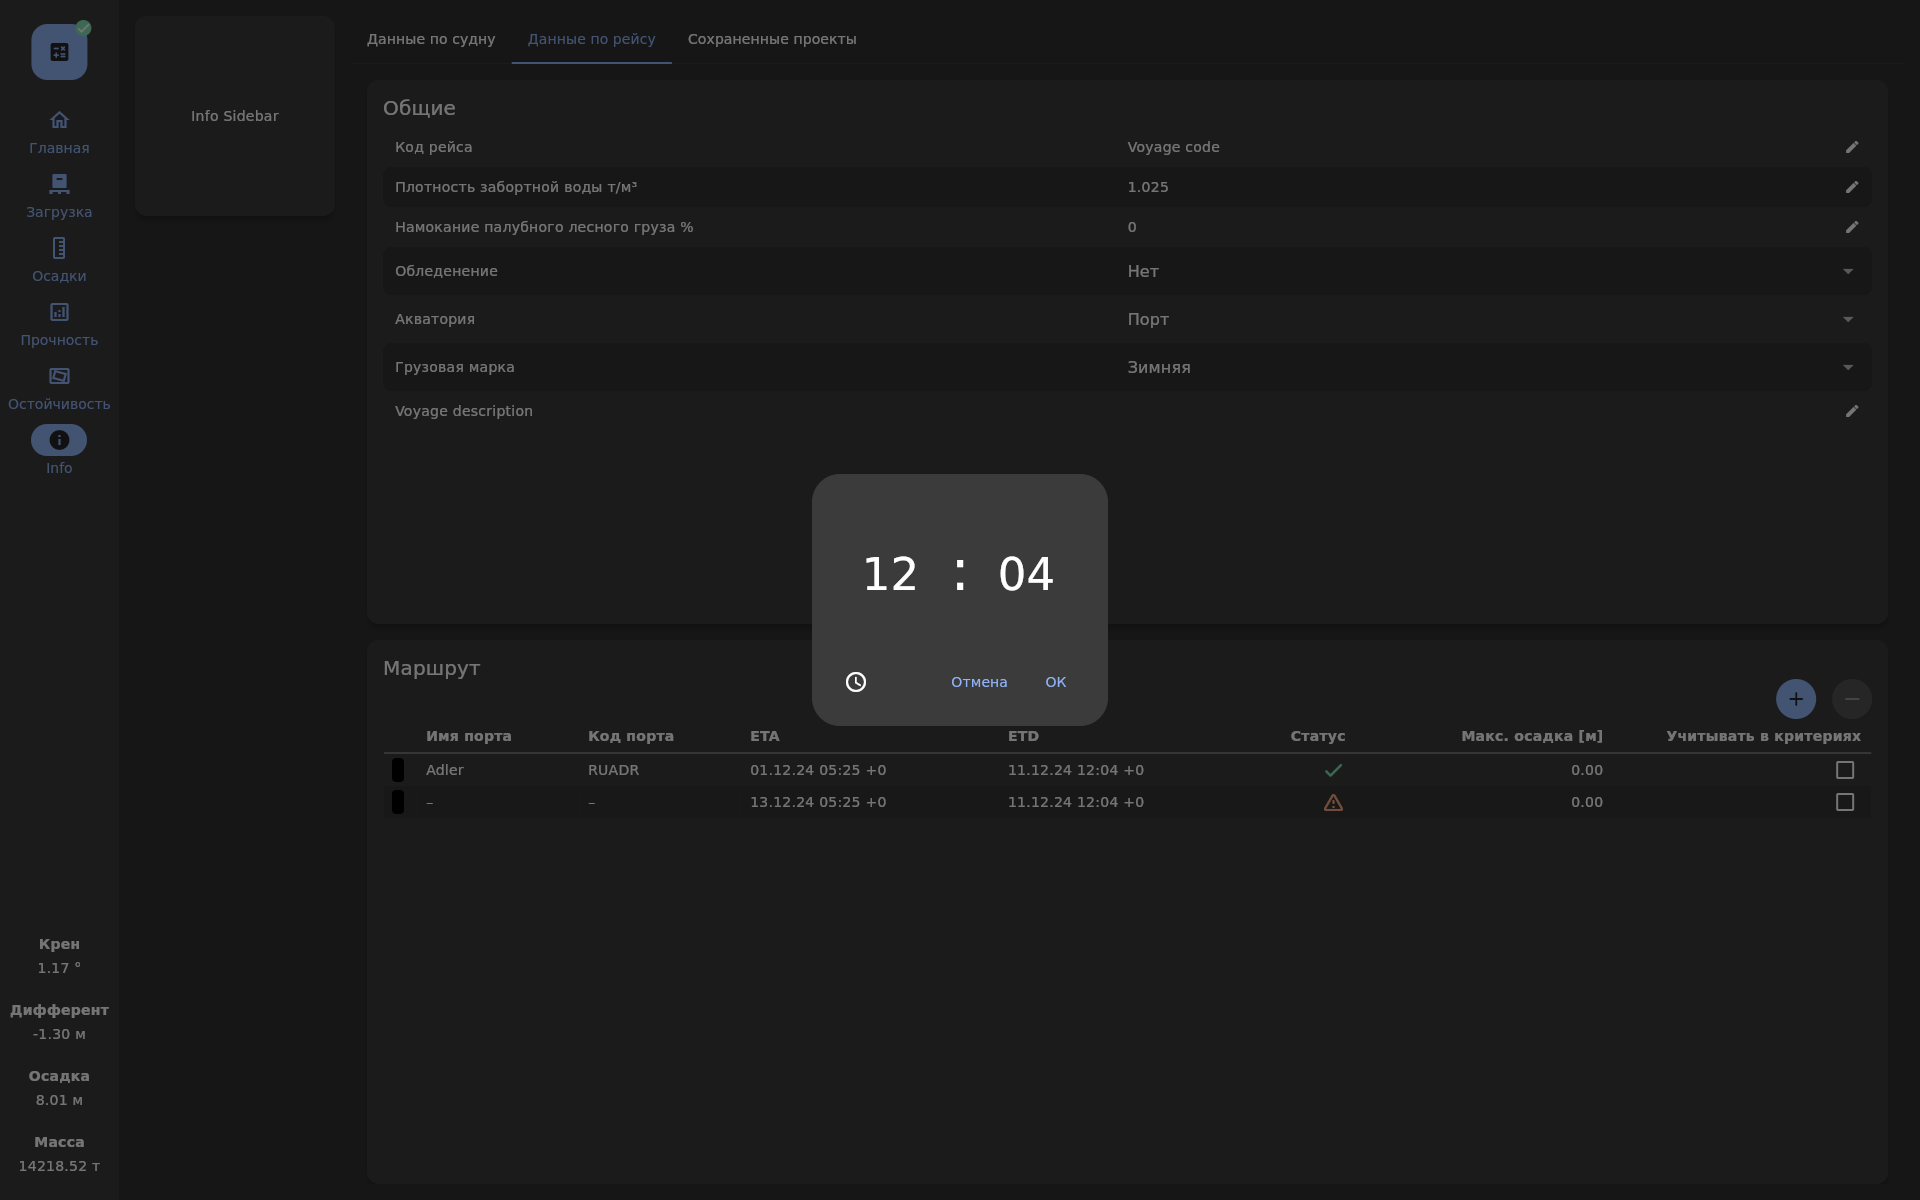 Главная
Загрузка
Осадки
Прочность
Остойчивость
Info
Крен
1.17 °
Дифферент
-1.30 м
Осадка
8.01 м
Масса
14218.52 т
Info Sidebar
Данные по судну Данные по рейсу Сохраненные проекты
Общие
Код рейса Voyage code
Плотность забортной воды т/м³ 1.025
Намокание палубного лесного груза % 0
Обледенение Нет
Акватория Порт
Грузовая марка Зимняя
Voyage description
12 : 04
Отмена ОК
Маршрут
Имя порта Код порта ETA ETD Статус Макс. осадка [м] Учитывать в критериях
Adler RUADR 01.12.24 05:25 +0 11.12.24 12:04 +0 0.00
– – 13.12.24 05:25 +0 11.12.24 12:04 +0 0.00